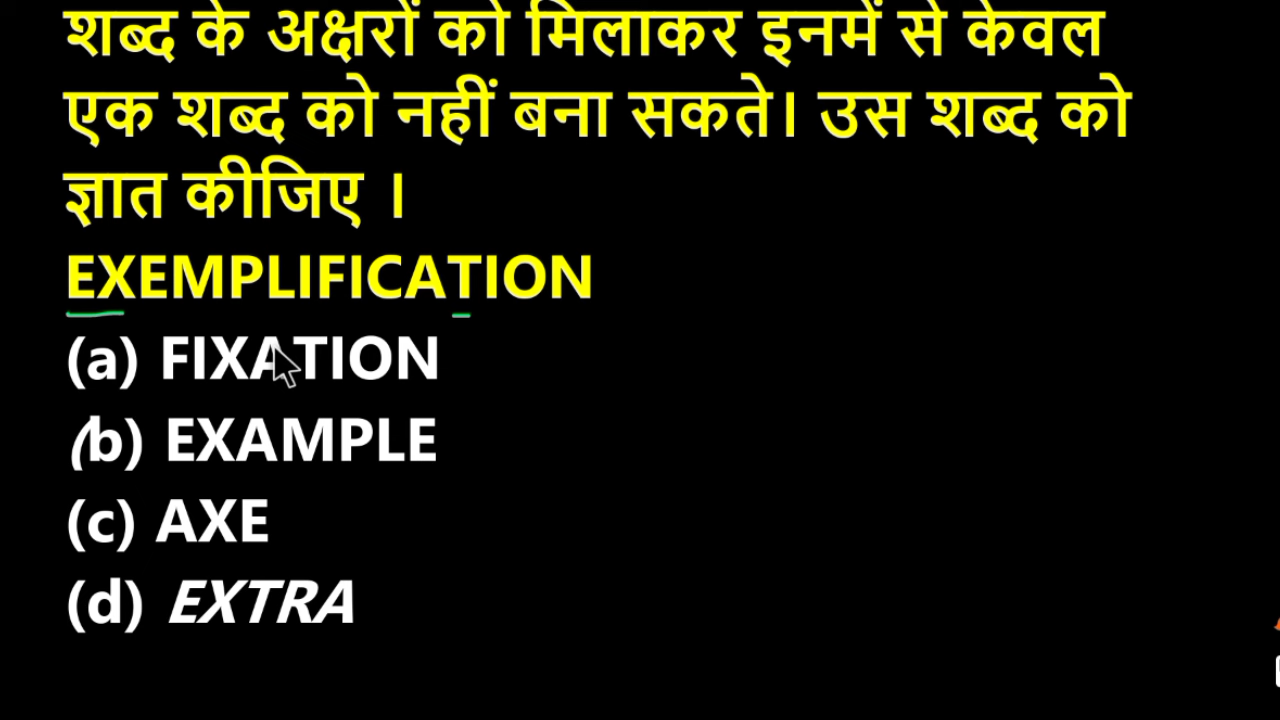 शब्द के अक्षरों को मिलाकर इनमें से केवल
एक शब्द को नहीं बना सकते। उस शब्द को
ज्ञात कीजिए ।
EXEMPLIFICATION
(a) FIXATION
(b) EXAMPLE
(c) AXE
(d) EXTRA